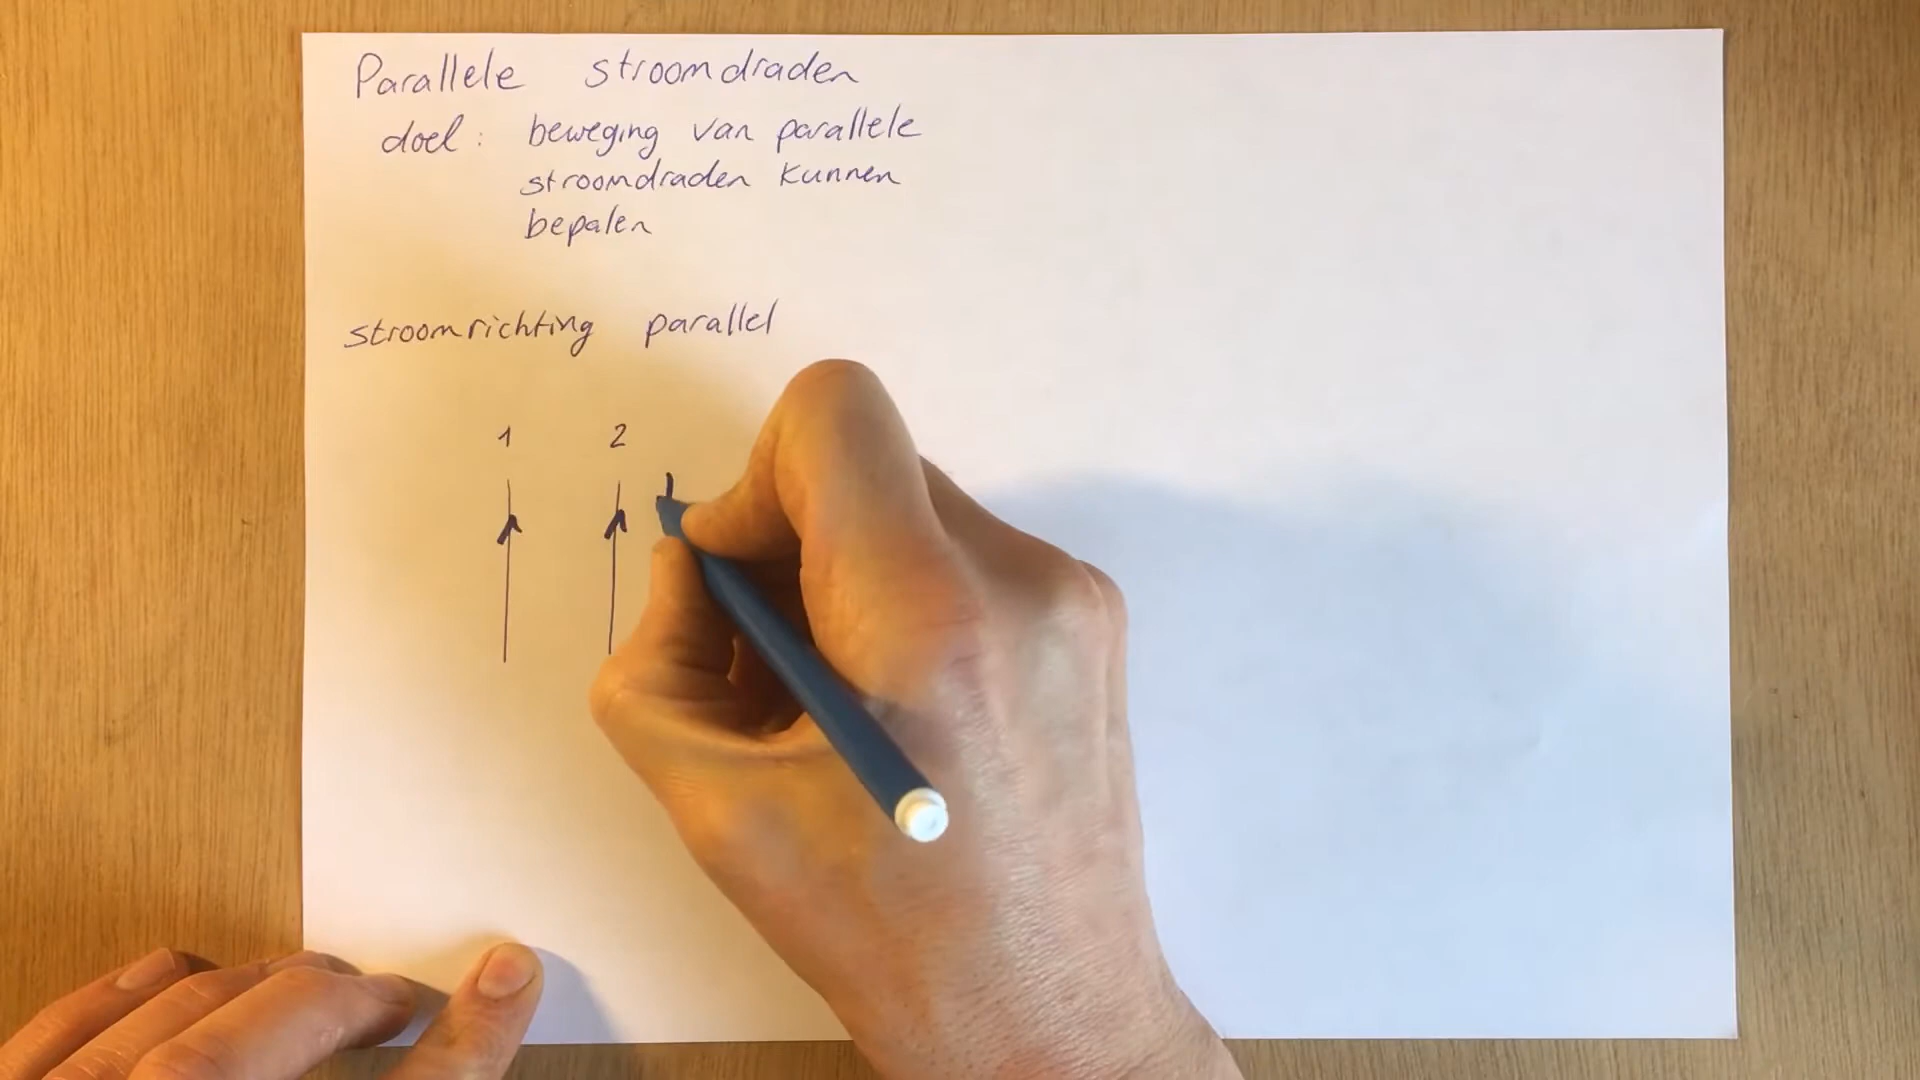 Parallele stroomdraden
doel: beweging van parallele
stroomdraden kunnen
bepalen
stroomrichting parallel
1 2